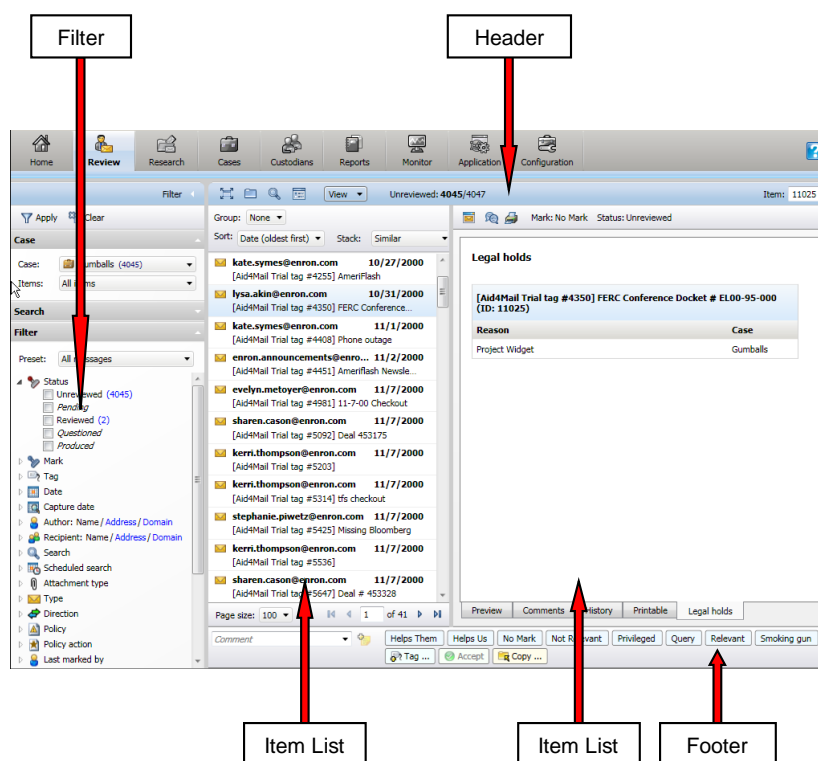 Filter
Header
Home
Review
Research
Cases
Custodians
Reports
Monitor
Application
Configuration
Filter
View
Unreviewed: 4045/4047
Item: 11025
Apply
Clear
Group: None
Mark: No Mark Status: Unreviewed
Case
Sort: Date (oldest first) Stack: Similar
Case: Gumballs (4045)
Items: All items
Search
Filter
Preset: All messages
Status
Unreviewed (4045)
Pending
Reviewed (2)
Questioned
Produced
Mark
Tag
Date
Capture date
Author: Name / Address / Domain
Recipient: Name / Address / Domain
Search
Scheduled search
Attachment type
Type
Direction
Policy
Policy action
Last marked by
kate.symes@enron.com 10/27/2000
[Aid4Mail Trial tag #4255] AmeriFlash
lysa.akin@enron.com 10/31/2000
[Aid4Mail Trial tag #4350] FERC Conference...
kate.symes@enron.com 11/1/2000
[Aid4Mail Trial tag #4408] Phone outage
enron.announcements@enro... 11/2/2000
[Aid4Mail Trial tag #4451] Ameriflash Newsle...
evelyn.metoyer@enron.com 11/7/2000
[Aid4Mail Trial tag #4981] 11-7-00 Checkout
sharen.cason@enron.com 11/7/2000
[Aid4Mail Trial tag #5092] Deal 453175
kerri.thompson@enron.com 11/7/2000
[Aid4Mail Trial tag #5203]
kerri.thompson@enron.com 11/7/2000
[Aid4Mail Trial tag #5314] tfs checkout
stephanie.piwetz@enron.com 11/7/2000
[Aid4Mail Trial tag #5425] Missing Bloomberg
kerri.thompson@enron.com 11/7/2000
[Aid4Mail Trial tag #5536]
sharen.cason@enron.com 11/7/2000
[Aid4Mail Trial tag #5647] Deal # 453328
Page size: 100
1 of 41
Legal holds
[Aid4Mail Trial tag #4350] FERC Conference Docket # EL00-95-000
(ID: 11025)
Reason Case
Project Widget Gumballs
Preview
Comments
History
Printable
Legal holds
Comment
Helps Them
Helps Us
No Mark
Not Relevant
Privileged
Query
Relevant
Smoking gun
Tag ...
Accept
Copy ...
Item List
Item List
Footer